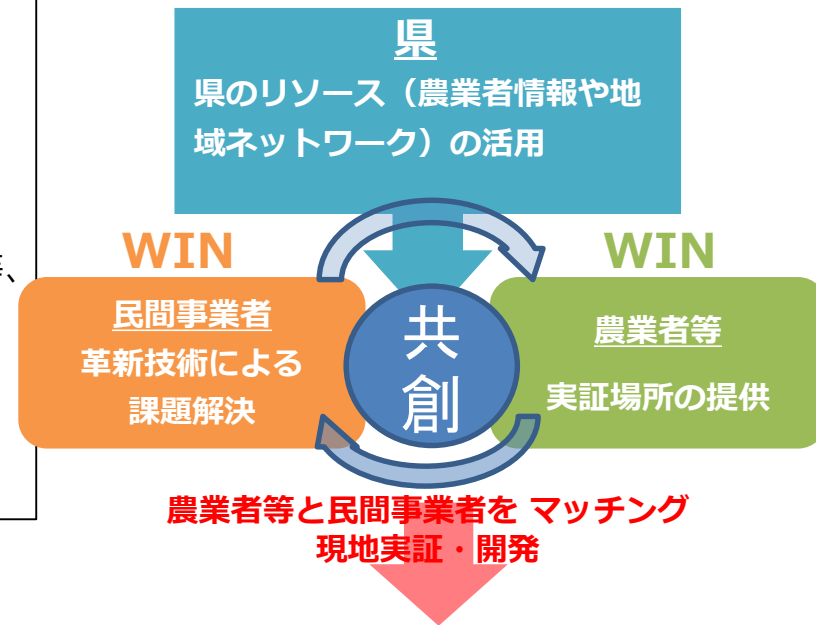 県
県のリソース（農業者情報や地
域ネットワーク）の活用
WIN
WIN
、
民間事業者
革新技術による
課題解決
共
創
農業者等
実証場所の提供
農業者等と民間事業者を マッチング
現地実証・開発